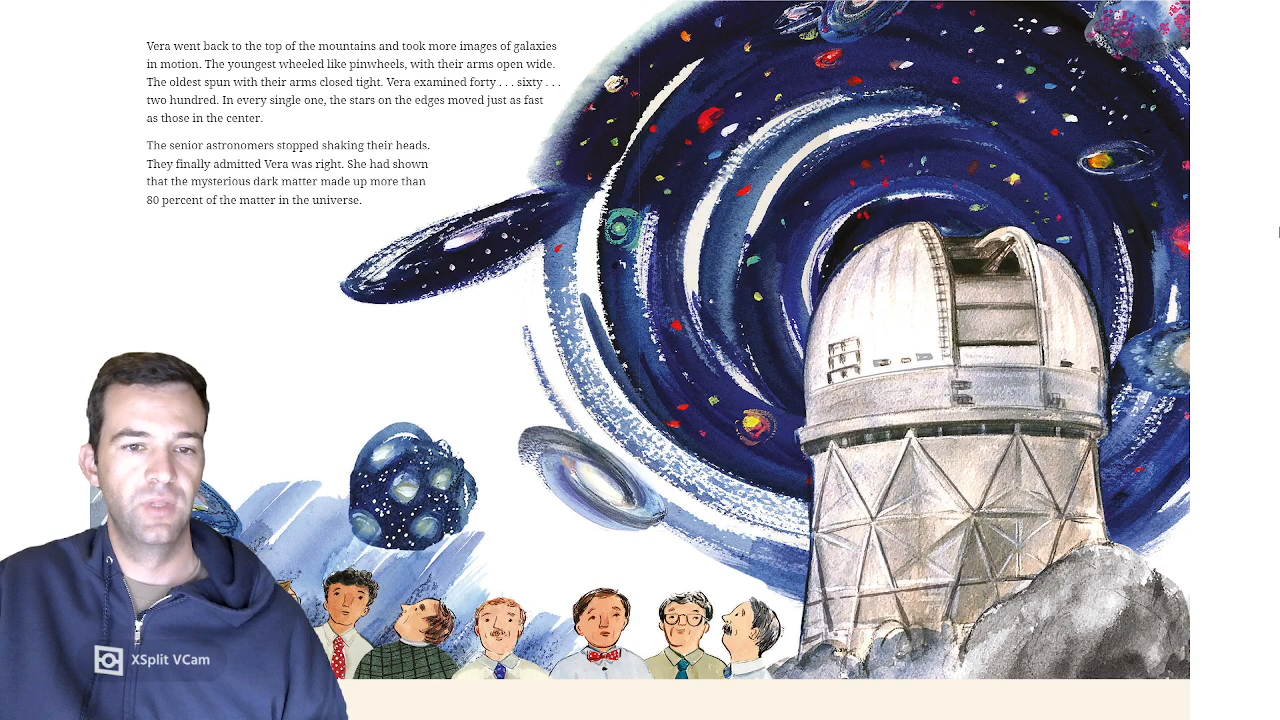 Vera went back to the top of the mountains and took more images of galaxies
in motion. The youngest wheeled like pinwheels, with their arms open wide.
The oldest spun with their arms closed tight. Vera examined forty . . . sixty . . .
two hundred. In every single one, the stars on the edges moved just as fast
as those in the center.
The senior astronomers stopped shaking their heads.
They finally admitted Vera was right. She had shown
that the mysterious dark matter made up more than
80 percent of the matter in the universe.
XSplit VCam